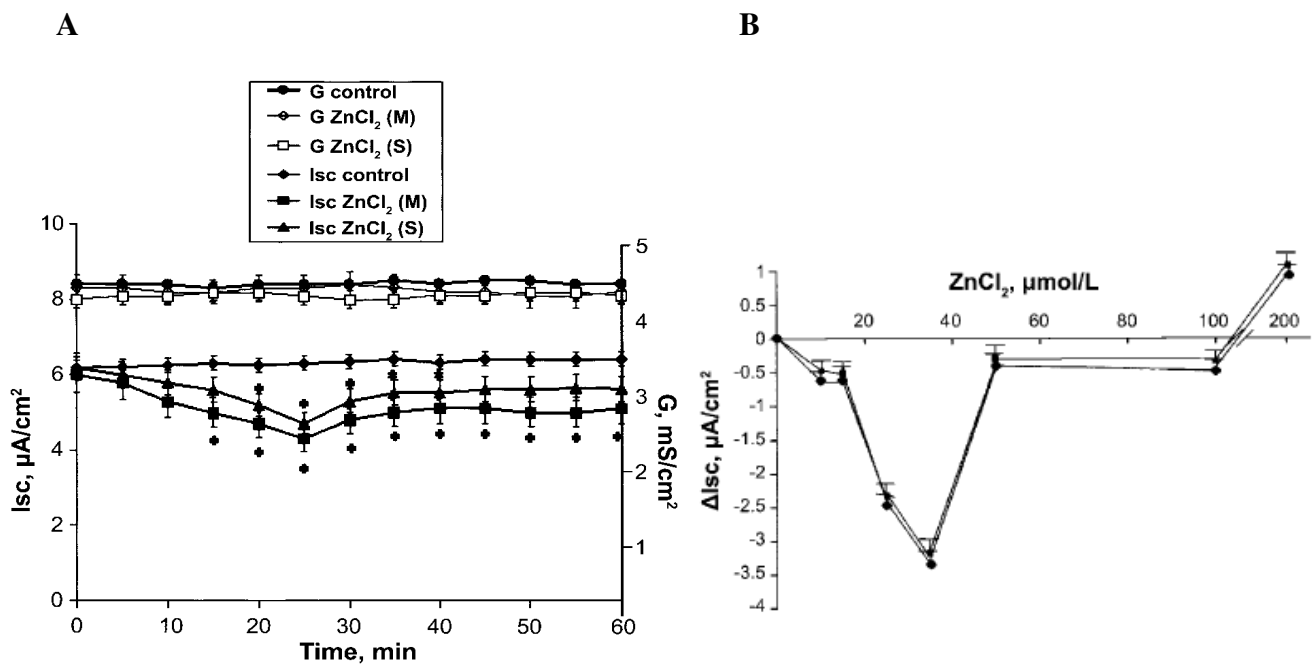 A
B
G control
G ZnCl₂ (M)
G ZnCl₂ (S)
Isc control
Isc ZnCl₂ (M)
Isc ZnCl₂ (S)
10
8
6
4
2
0
Isc, µA/cm²
5
4
3
2
1
G, mS/cm²
0
10
20
30
40
50
60
Time, min
1
0.5
0
-0.5
-1
-1.5
-2
-2.5
-3
-3.5
-4
ΔIsc, µA/cm²
ZnCl₂, µmol/L
20
40
60
80
100
200